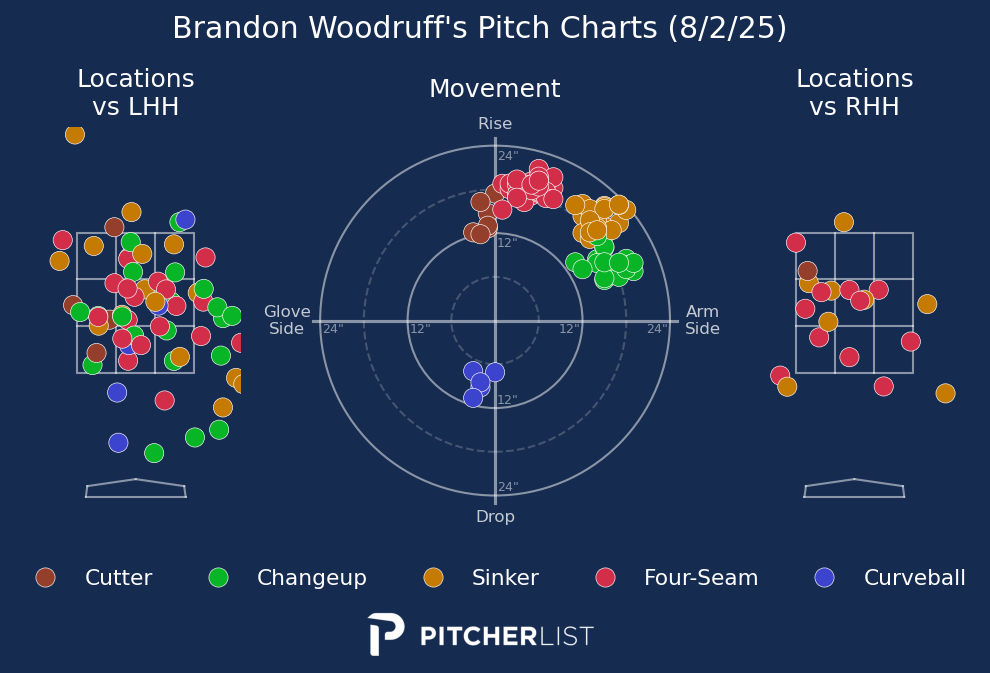 Brandon Woodruff's Pitch Charts (8/2/25)
Locations
vs LHH
Movement
Locations
vs RHH
Rise
24"
12"
Glove
Side
24"
12"
12"
24"
Arm
Side
12"
24"
Drop
Cutter
Changeup
Sinker
Four-Seam
Curveball
PITCHERLIST